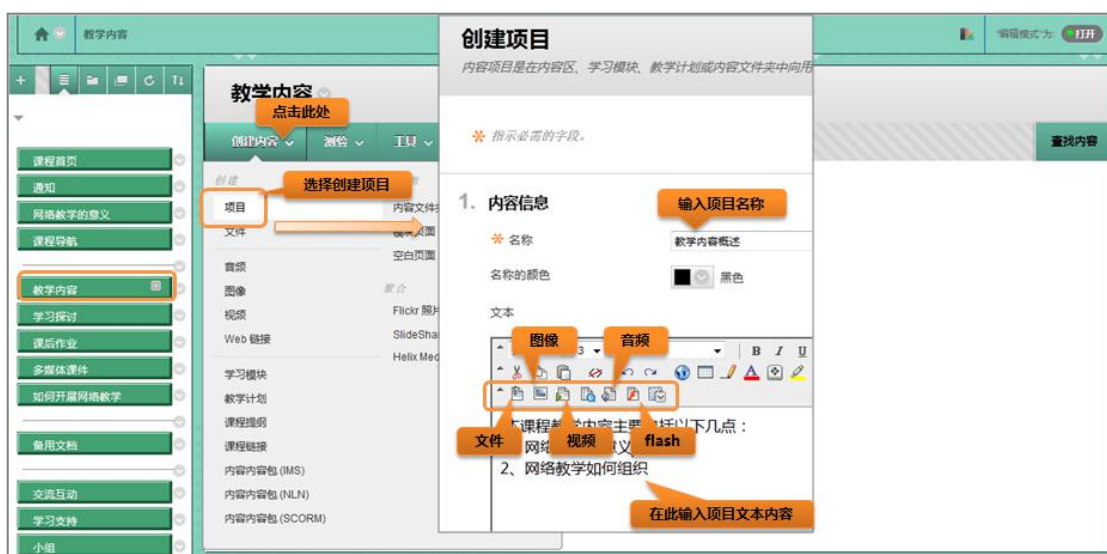 教学内容
"编辑模式"为:
打开
课程首页
通知
网络教学的意义
课程导航
教学内容
学习探讨
课后作业
多媒体课件
如何开展网络教学
备用文档
交流互动
学习支持
小组
教学内容
点击此处
创建内容
测验
工具
创建
选择创建项目
项目
内容文件
文件
页面
空白页面
音频
图像
聚合
视频
Flickr 照片
Web 链接
SlideSha
Helix Med
学习模块
教学计划
课程提纲
课程链接
内容内容包 (IMS)
内容内容包 (NLN)
内容内容包 (SCORM)
查找内容
创建项目
内容项目是在内容区、学习模块、教学计划或内容文件夹中向用
指示必需的字段。
1. 内容信息
输入项目名称
名称
教学内容概述
名称的颜色
黑色
文本
图像
音频
3
B I U
文件
视频
flash
本课程教学内容主要包括以下几点：
2、网络教学如何组织
在此输入项目文本内容